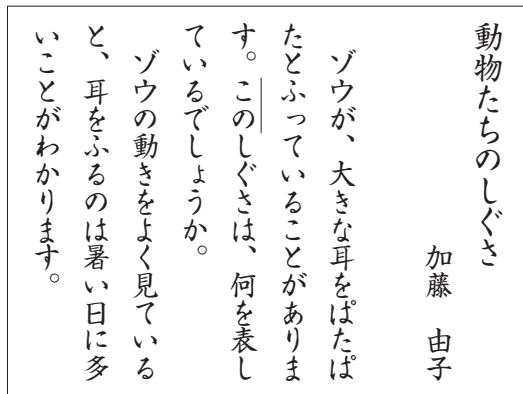 動物たちのしぐさ
加藤　由子
ゾウが、大きな耳をぱたぱ
たとふっていることがありま
す。このしぐさは、何を表し
ているでしょうか。
ゾウの動きをよく見ている
と、耳をふるのは暑い日に多
いことがわかります。